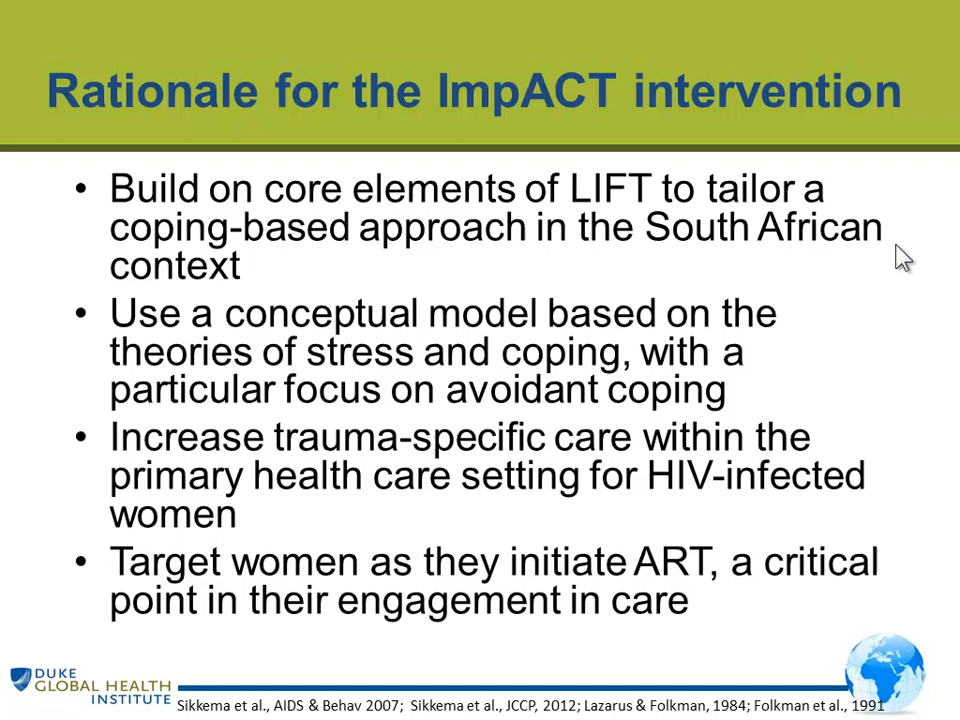 Rationale for the ImpACT intervention
• Build on core elements of LIFT to tailor a
coping-based approach in the South African
context
• Use a conceptual model based on the
theories of stress and coping, with a
particular focus on avoidant coping
• Increase trauma-specific care within the
primary health care setting for HIV-infected
women
• Target women as they initiate ART, a critical
point in their engagement in care
DUKE
GLOBAL HEALTH
INSTITUTE
Sikkema et al., AIDS & Behav 2007; Sikkema et al., JCCP, 2012; Lazarus & Folkman, 1984; Folkman et al., 1991